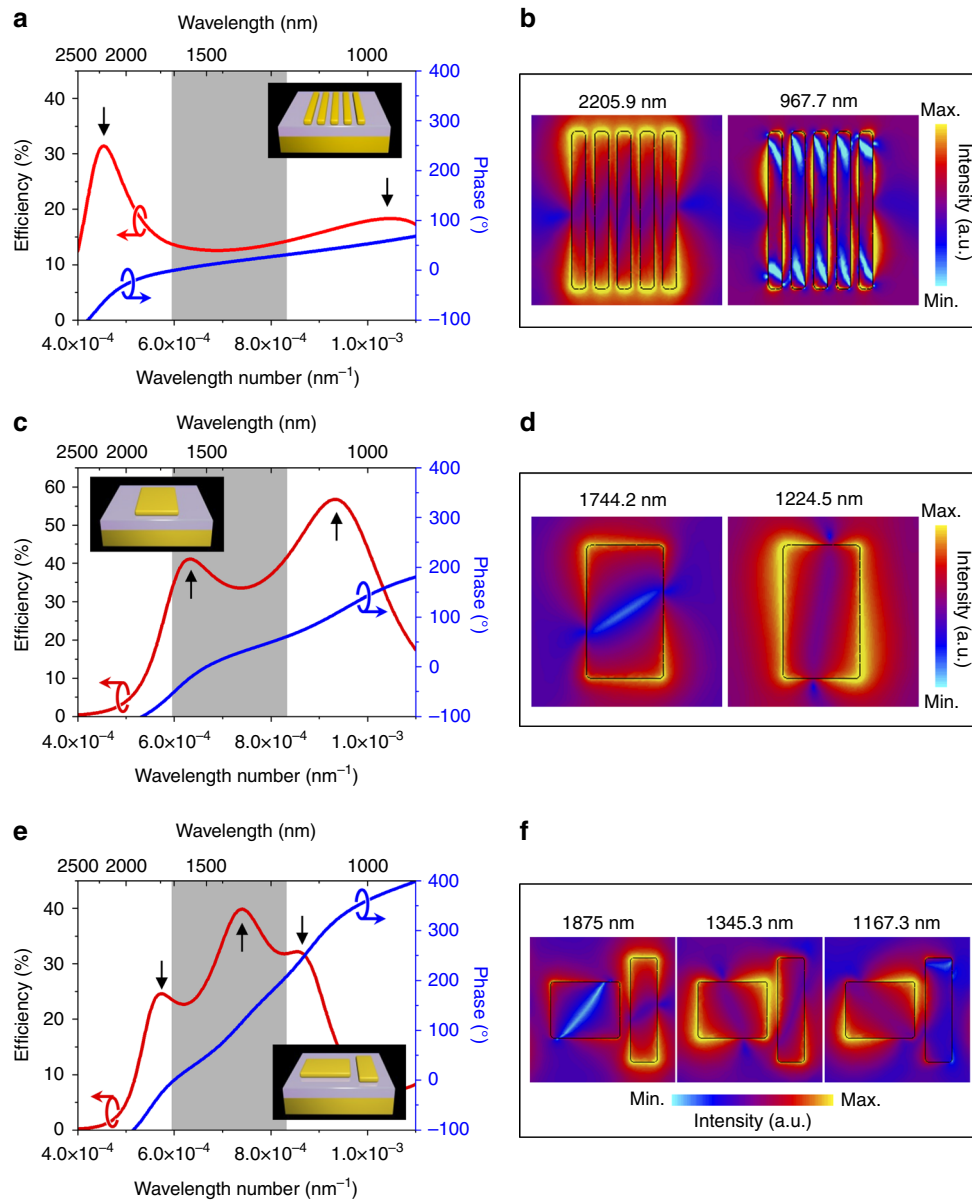 a
Wavelength (nm)
2500 2000 1500 1000
Efficiency (%)
40
30
20
10
0
400
300
200
100
0
−100
Phase (°)
4.0×10⁻⁴ 6.0×10⁻⁴ 8.0×10⁻⁴ 1.0×10⁻³
Wavelength number (nm⁻¹)
b
2205.9 nm 967.7 nm
Max.
Intensity (a.u.)
Min.
c
Wavelength (nm)
2500 2000 1500 1000
Efficiency (%)
60
50
40
30
20
10
0
400
300
200
100
0
−100
Phase (°)
4.0×10⁻⁴ 6.0×10⁻⁴ 8.0×10⁻⁴ 1.0×10⁻³
Wavelength number (nm⁻¹)
d
1744.2 nm 1224.5 nm
Max.
Intensity (a.u.)
Min.
e
Wavelength (nm)
2500 2000 1500 1000
Efficiency (%)
40
30
20
10
0
400
300
200
100
0
−100
Phase (°)
4.0×10⁻⁴ 6.0×10⁻⁴ 8.0×10⁻⁴ 1.0×10⁻³
Wavelength number (nm⁻¹)
f
1875 nm 1345.3 nm 1167.3 nm
Min. Max.
Intensity (a.u.)